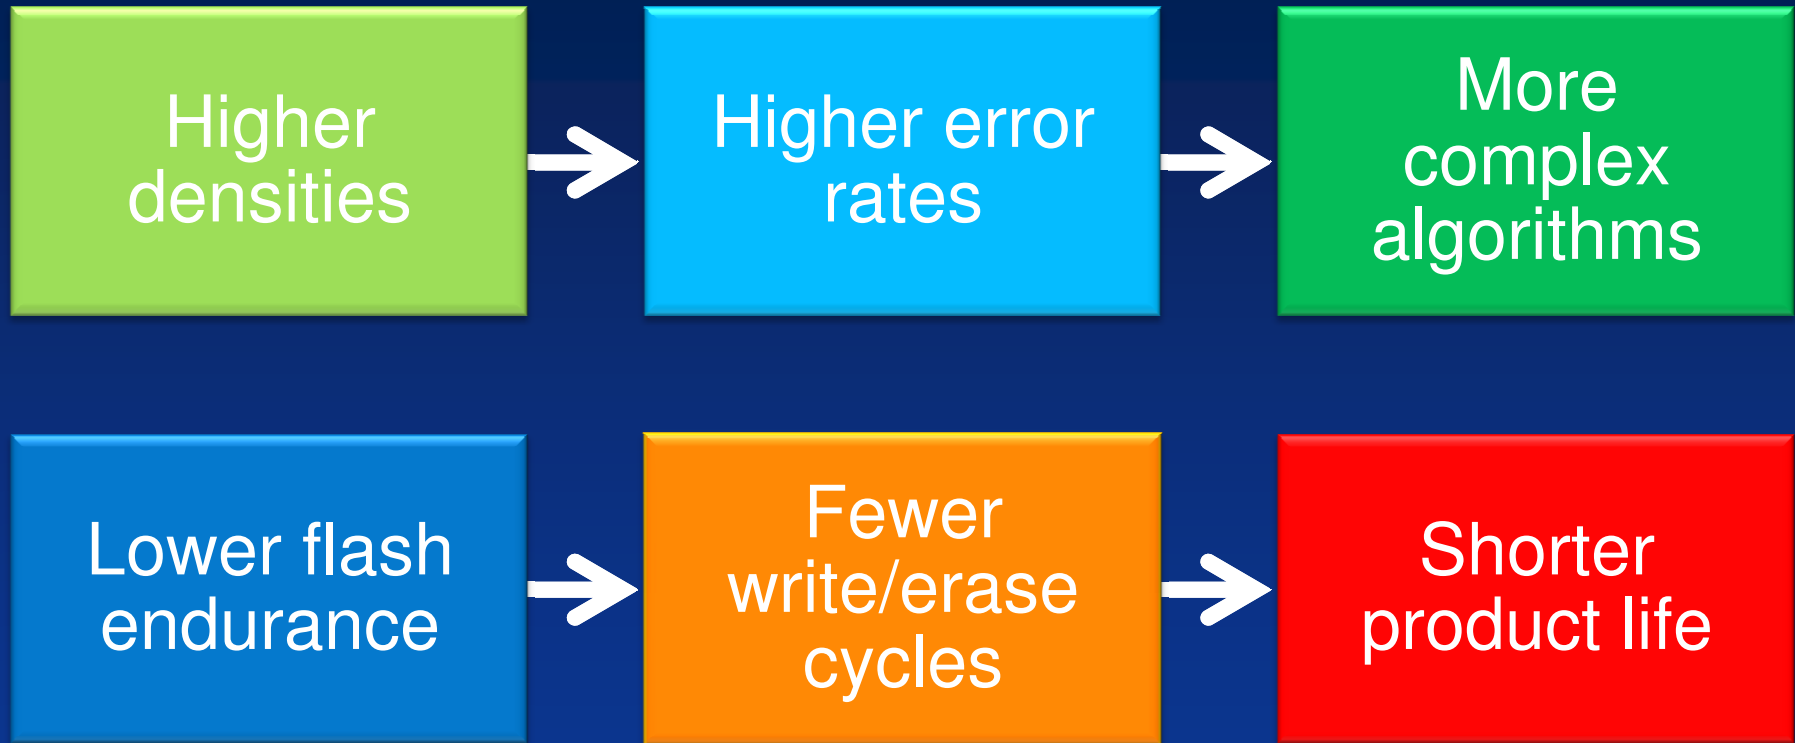 Higher
densities
Higher error
rates
More
complex
algorithms
Lower flash
endurance
Fewer
write/erase
cycles
Shorter
product life